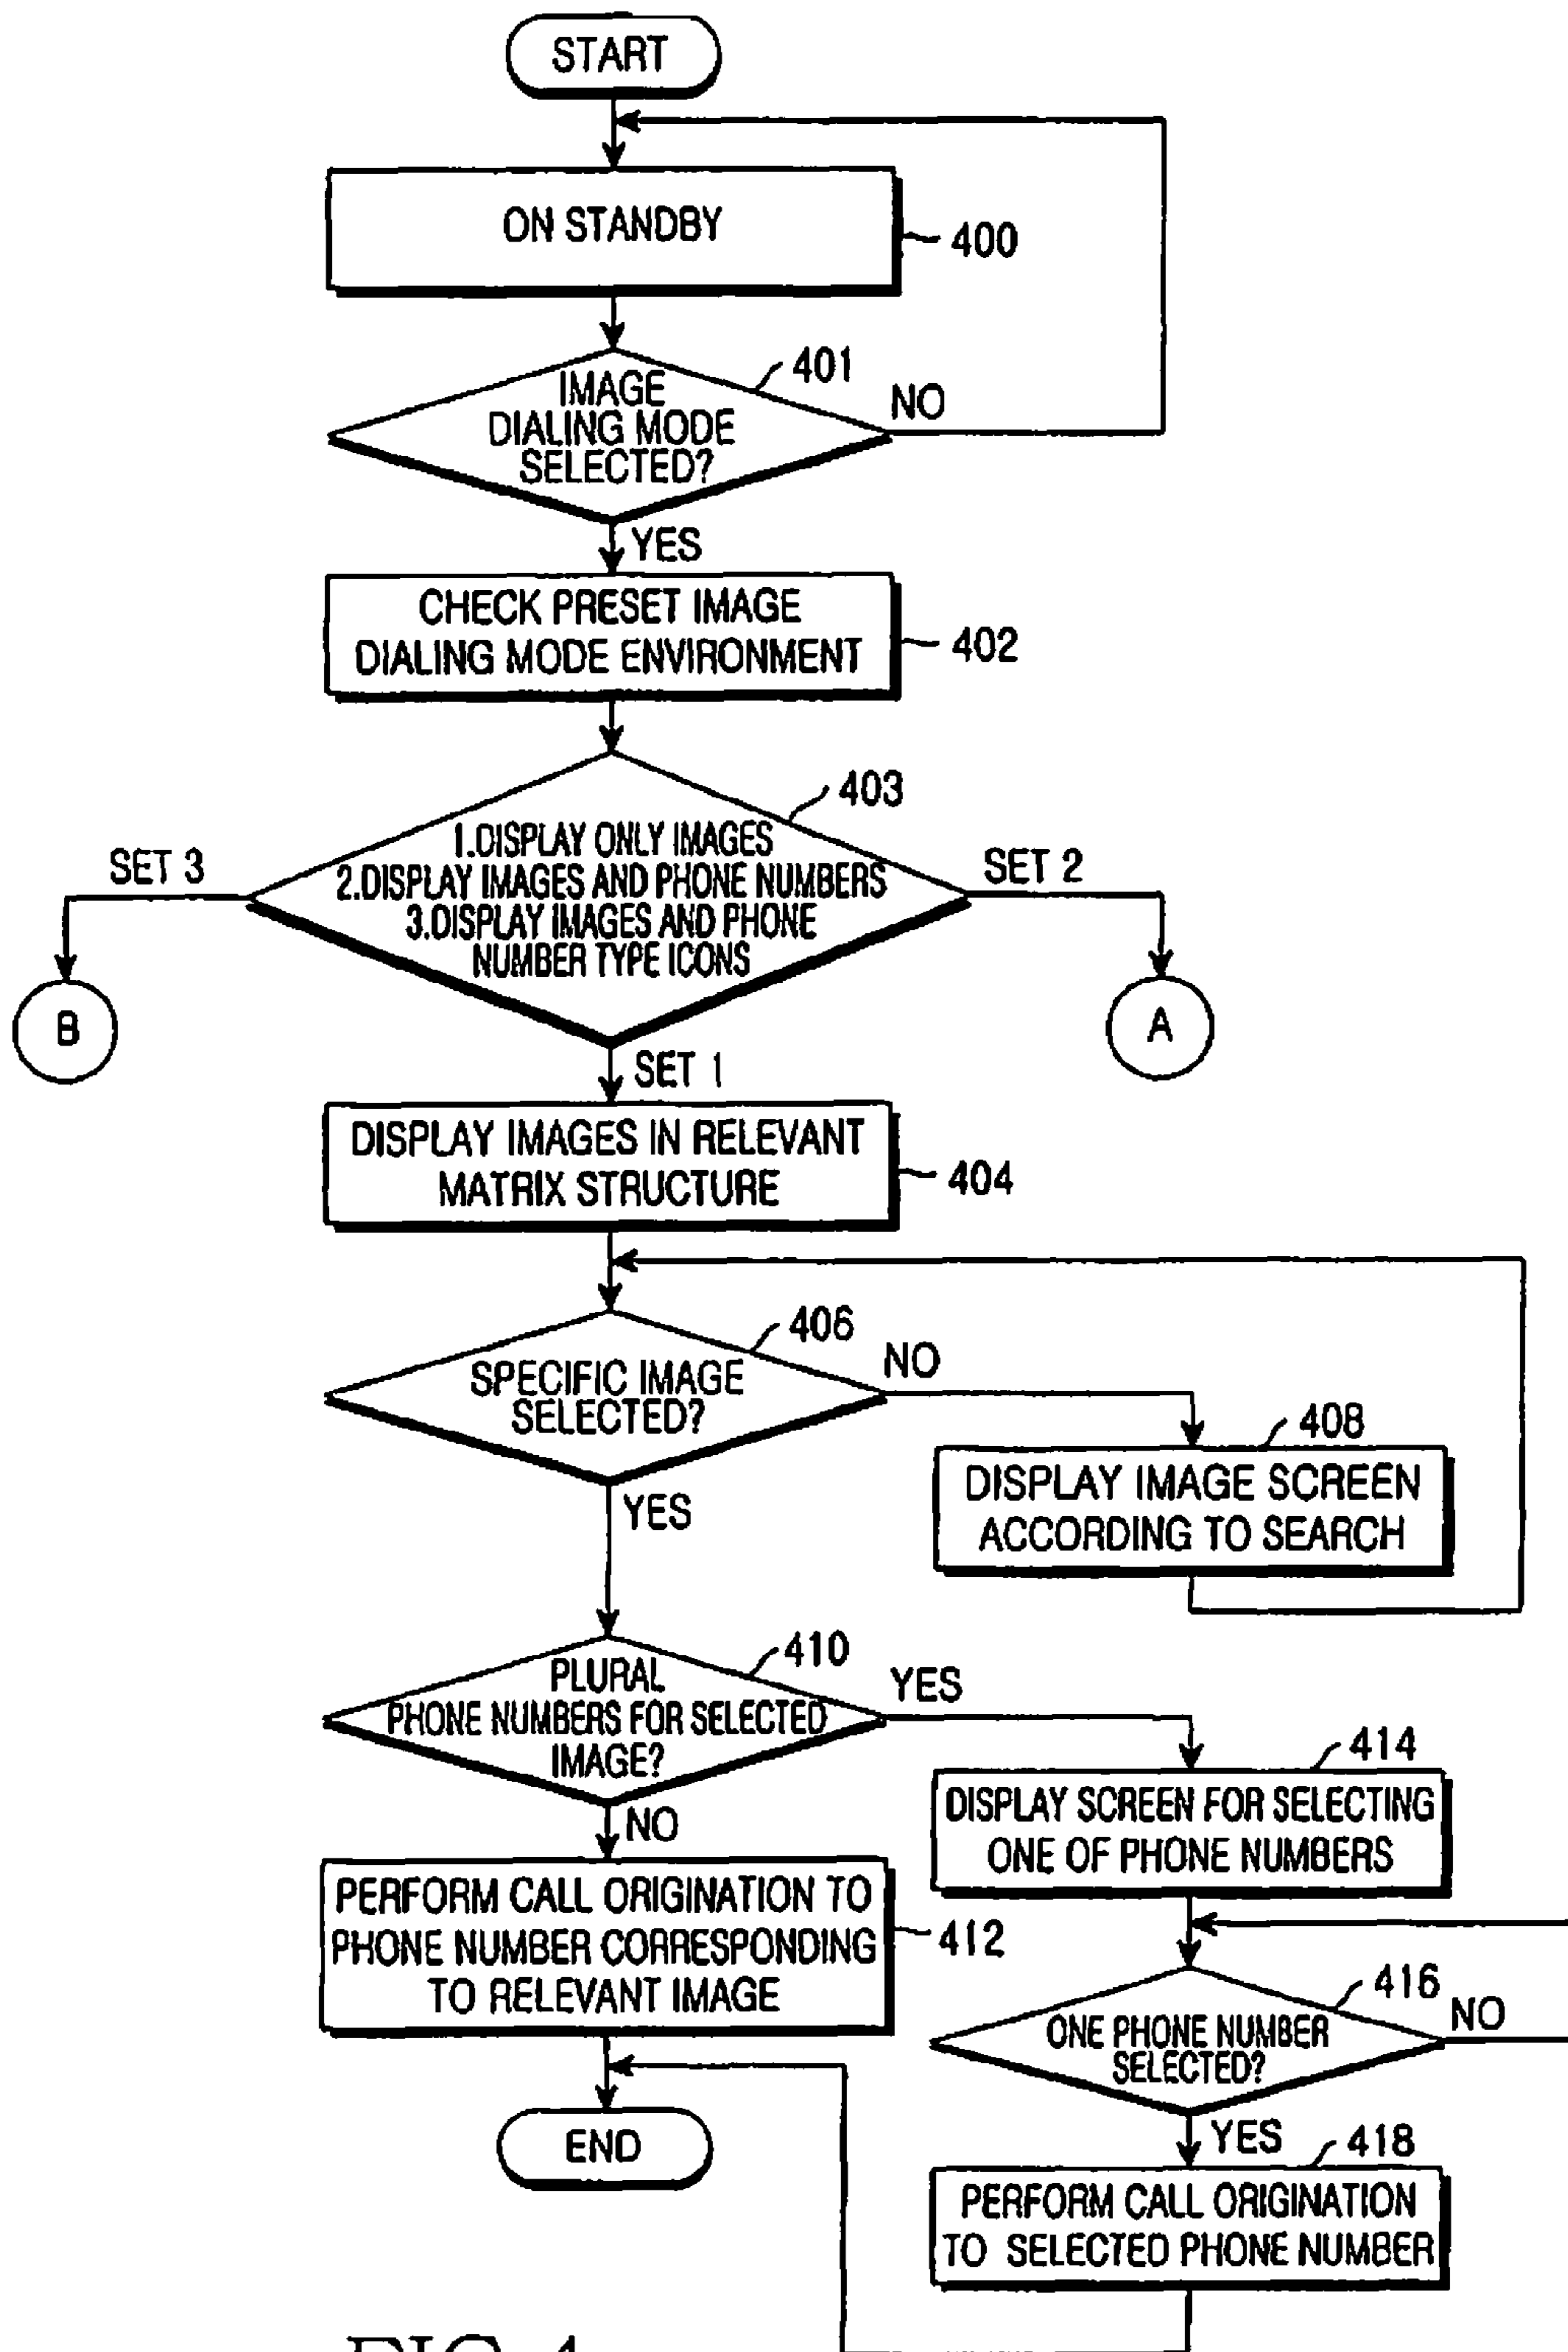 START
ON STANDBY
400
401
IMAGE
DIALING MODE
SELECTED?
NO
YES
CHECK PRESET IMAGE
DIALING MODE ENVIRONMENT
402
403
1.DISPLAY ONLY IMAGES
2.DISPLAY IMAGES AND PHONE NUMBERS
3.DISPLAY IMAGES AND PHONE
NUMBER TYPE ICONS
SET 3
SET 2
B
A
SET 1
DISPLAY IMAGES IN RELEVANT
MATRIX STRUCTURE
404
406
SPECIFIC IMAGE
SELECTED?
NO
408
DISPLAY IMAGE SCREEN
ACCORDING TO SEARCH
YES
410
PLURAL
PHONE NUMBERS FOR SELECTED
IMAGE?
YES
414
DISPLAY SCREEN FOR SELECTING
ONE OF PHONE NUMBERS
NO
PERFORM CALL ORIGINATION TO
PHONE NUMBER CORRESPONDING
TO RELEVANT IMAGE
412
416
ONE PHONE NUMBER
SELECTED?
NO
END
YES
418
PERFORM CALL ORIGINATION
TO SELECTED PHONE NUMBER